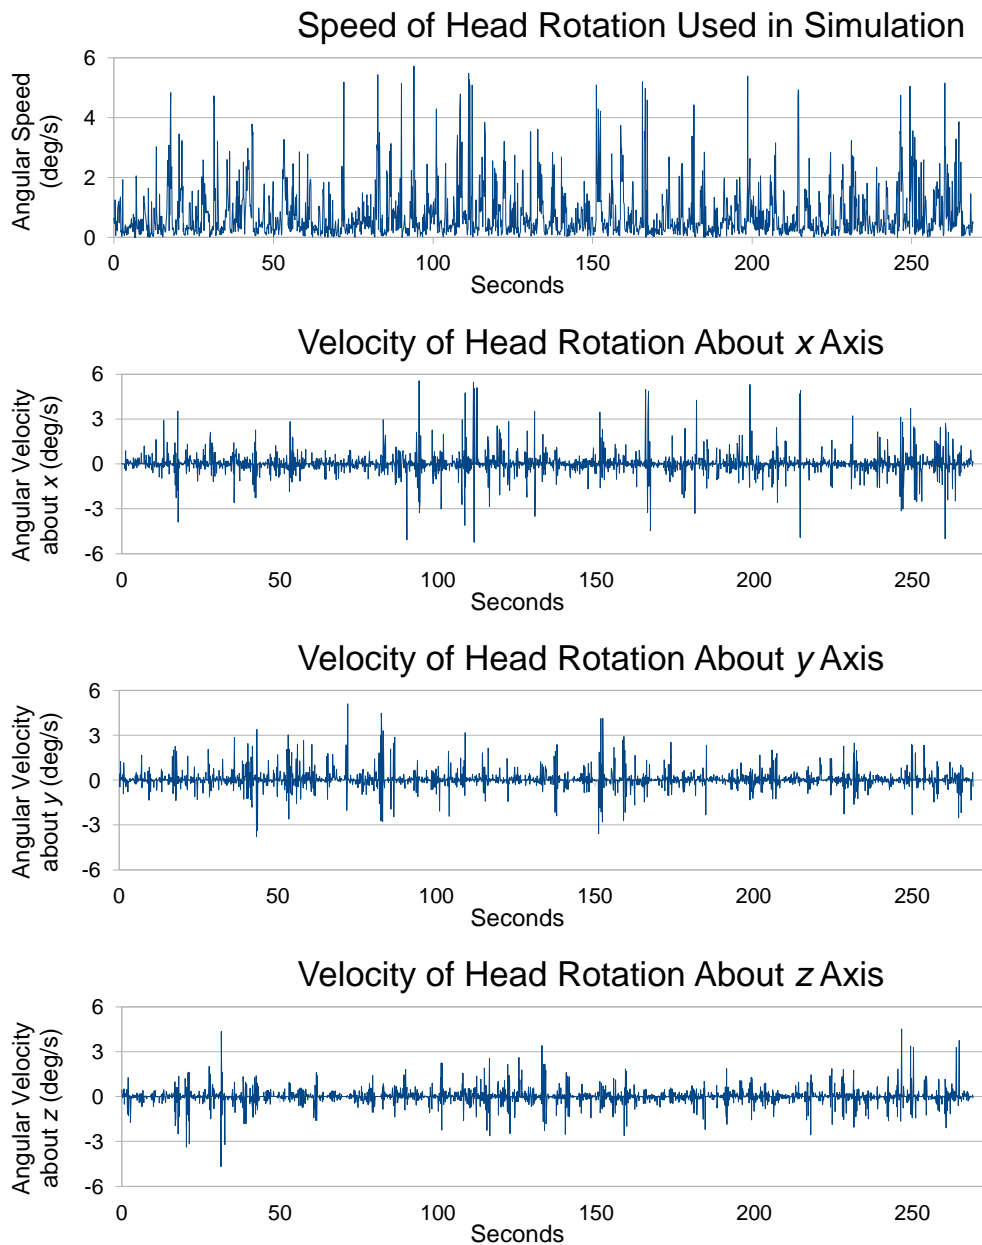 Speed of Head Rotation Used in Simulation
Angular Speed
(deg/s)
6
4
2
0
0 50 100 150 200 250
Seconds
Velocity of Head Rotation About x Axis
Angular Velocity
about x (deg/s)
6
3
0
-3
-6
0 50 100 150 200 250
Seconds
Velocity of Head Rotation About y Axis
Angular Velocity
about y (deg/s)
6
3
0
-3
-6
0 50 100 150 200 250
Seconds
Velocity of Head Rotation About z Axis
Angular Velocity
about z (deg/s)
6
3
0
-3
-6
0 50 100 150 200 250
Seconds